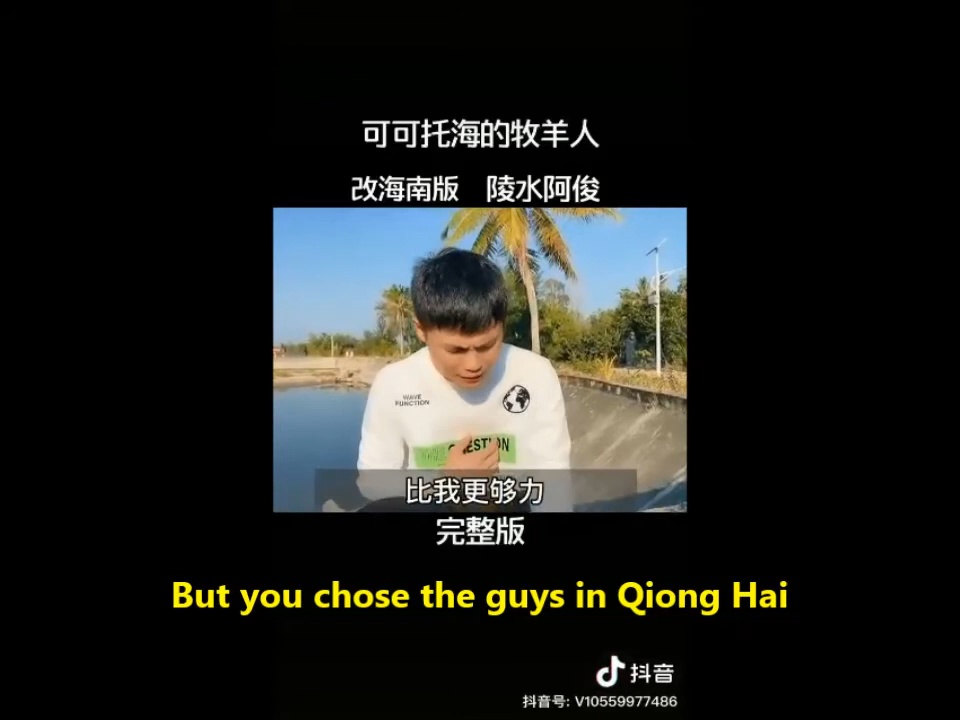 可可托海的牧羊人
改海南版 陵水阿俊
WAVE
FUNCTION
比我更够力
完整版
But you chose the guys in Qiong Hai
抖音
抖音号: V10559977486